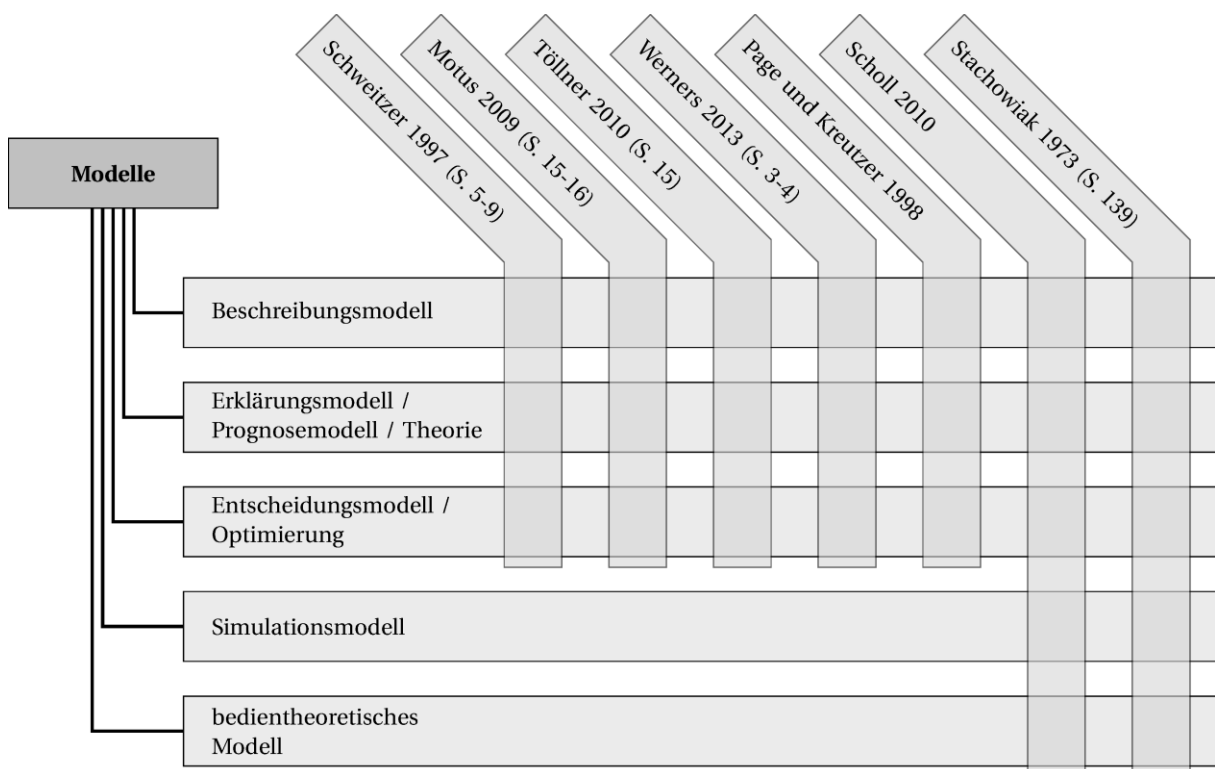 Schweitzer 1997 (S. 5-9)
Motus 2009 (S. 15-16)
Töllner 2010 (S. 15)
Werners 2013 (S. 3-4)
Page und Kreutzer 1998
Scholl 2010
Stachowiak 1973 (S. 139)
Modelle
Beschreibungsmodell
Erklärungsmodell /
Prognosemodell / Theorie
Entscheidungsmodell /
Optimierung
Simulationsmodell
bedientheoretisches
Modell